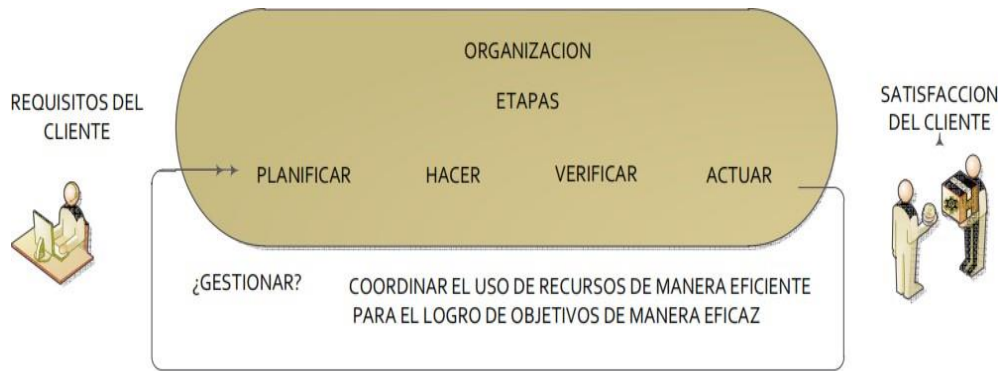 ORGANIZACION
ETAPAS
REQUISITOS DEL
CLIENTE
SATISFACCION
DEL CLIENTE
PLANIFICAR HACER VERIFICAR ACTUAR
¿GESTIONAR?
COORDINAR EL USO DE RECURSOS DE MANERA EFICIENTE
PARA EL LOGRO DE OBJETIVOS DE MANERA EFICAZ